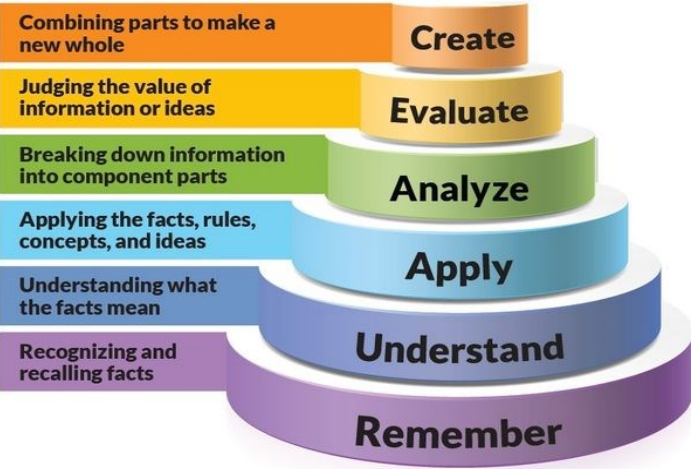 Combining parts to make a
new whole
Create
Judging the value of
information or ideas
Evaluate
Breaking down information
into component parts
Analyze
Applying the facts, rules,
concepts, and ideas
Apply
Understanding what
the facts mean
Understand
Recognizing and
recalling facts
Remember